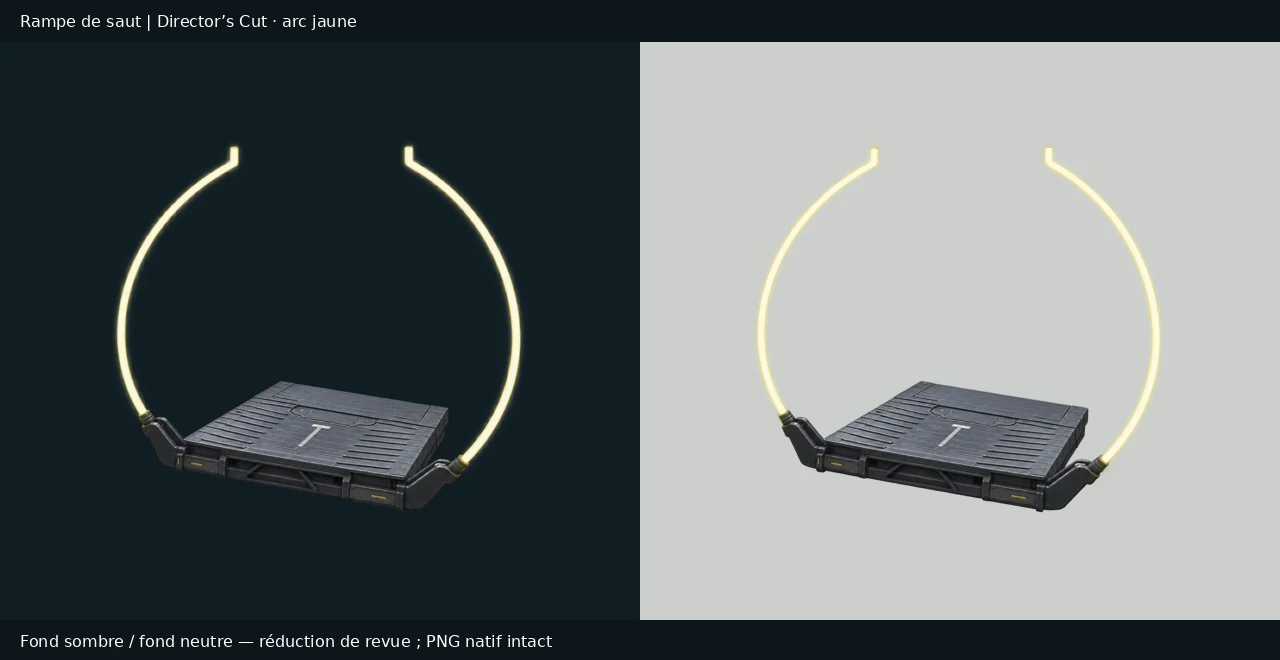 Rampe de saut | Director’s Cut · arc jaune
Fond sombre / fond neutre — réduction de revue ; PNG natif intact